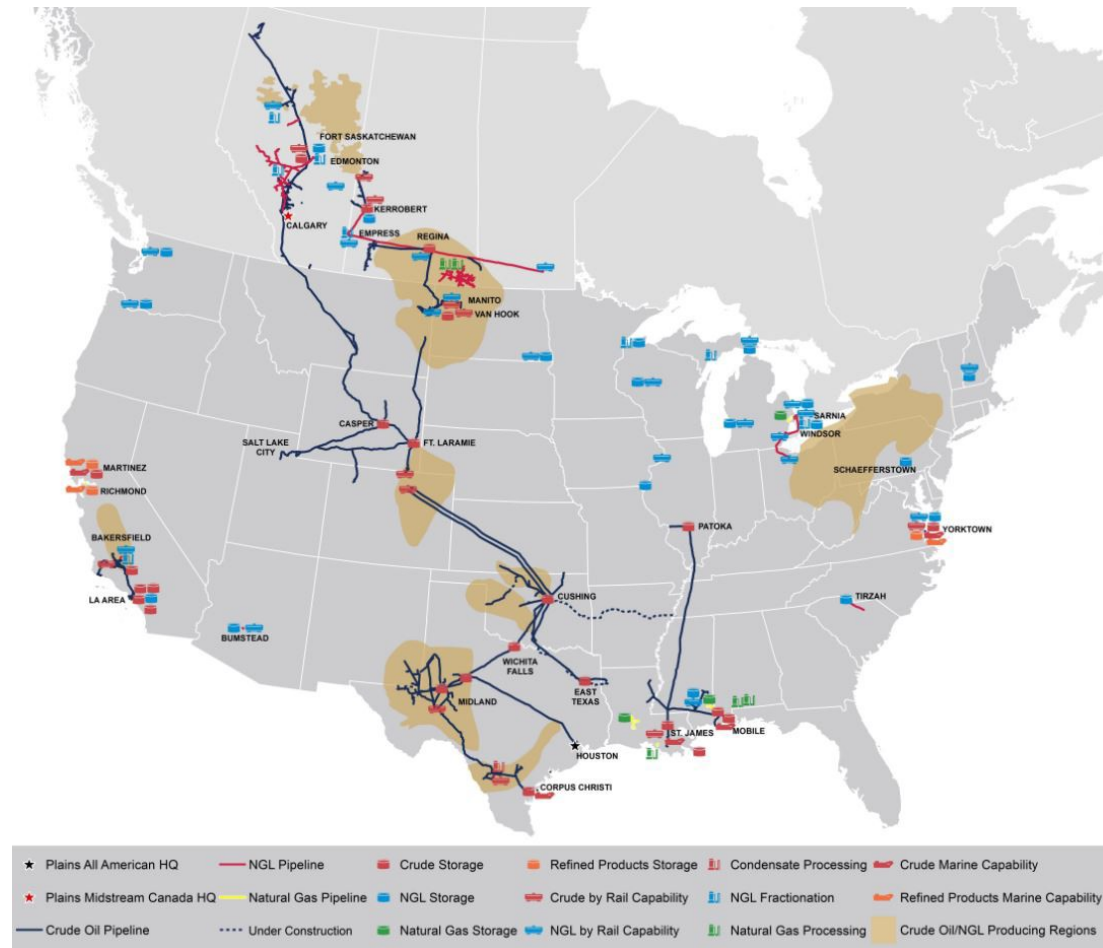 FORT SASKATCHEWAN
EDMONTON
KERROBERT
CALGARY
EMPRESS
REGINA
MANITO
VAN HOOK
CASPER
SALT LAKE
CITY
FT. LARAMIE
SARNIA
WINDSOR
SCHAEFFERSTOWN
MARTINEZ
RICHMOND
BAKERSFIELD
LA AREA
BUMSTEAD
PATOKA
YORKTOWN
TIRZAH
CUSHING
WICHITA
FALLS
EAST
TEXAS
MIDLAND
ST. JAMES
MOBILE
HOUSTON
CORPUS CHRISTI
Plains All American HQ
NGL Pipeline
Crude Storage
Refined Products Storage
Condensate Processing
Crude Marine Capability
Plains Midstream Canada HQ
Natural Gas Pipeline
NGL Storage
Crude by Rail Capability
NGL Fractionation
Refined Products Marine Capability
Crude Oil Pipeline
Under Construction
Natural Gas Storage
NGL by Rail Capability
Natural Gas Processing
Crude Oil/NGL Producing Regions